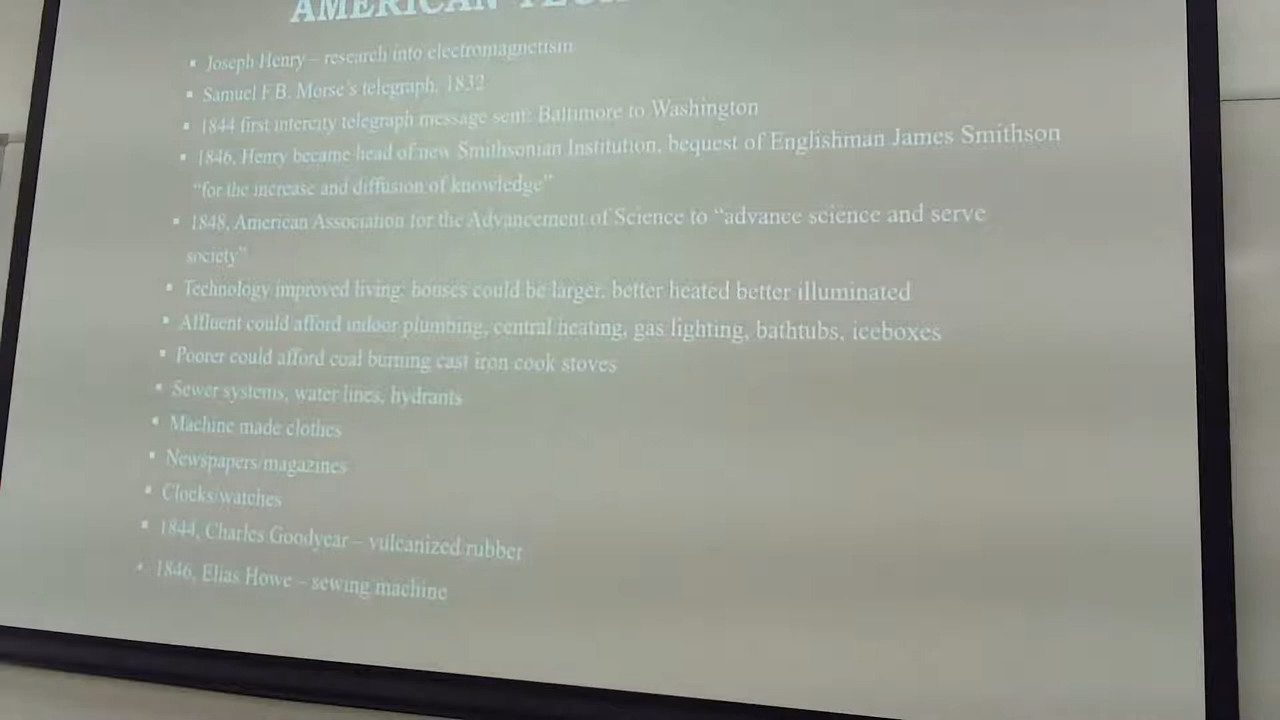 AMERICAN
▪ Joseph Henry – research into electromagnetism
▪ Samuel F.B. Morse's telegraph, 1832
▪ 1844 first intercity telegraph message sent: Baltimore to Washington
▪ 1846, Henry became head of new Smithsonian Institution, bequest of Englishman James Smithson
“for the increase and diffusion of knowledge”
▪ 1848, American Association for the Advancement of Science to “advance science and serve
society”
▪ Technology improved living: houses could be larger, better heated better illuminated
▪ Affluent could afford indoor plumbing, central heating, gas lighting, bathtubs, iceboxes
▪ Poorer could afford coal burning cast iron cook stoves
▪ Sewer systems, water lines, hydrants
▪ Machine made clothes
▪ Newspapers/magazines
▪ Clocks/watches
▪ 1844, Charles Goodyear – vulcanized rubber
▪ 1846, Elias Howe – sewing machine